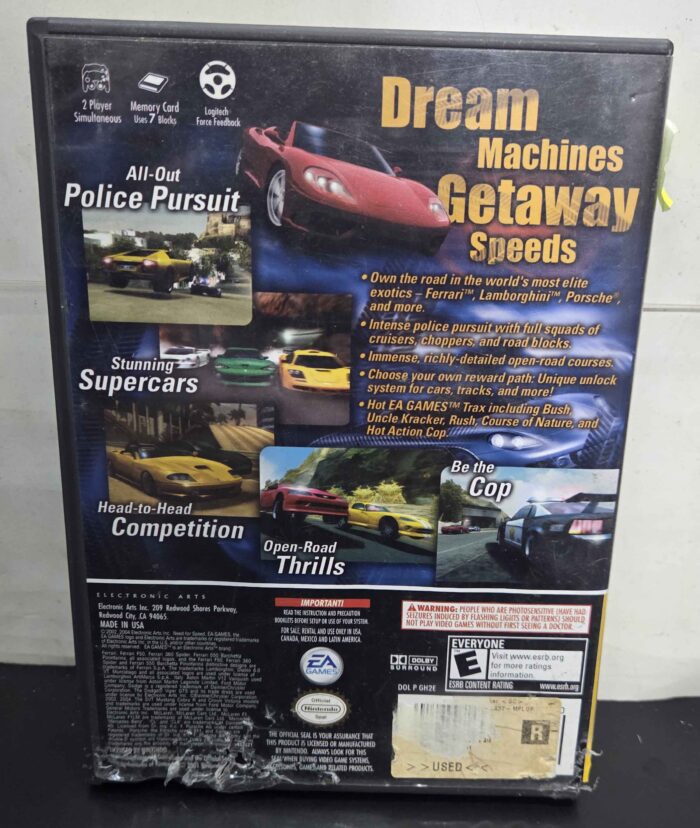 2 Player
Simultaneous
Memory Card
Uses 7 Blocks
Logitech
Force Feedback
Dream
Machines
Getaway
Speeds
All-Out
Police Pursuit
• Own the road in the world's most elite
exotics – Ferrari™, Lamborghini™, Porsche®,
and more.
• Intense police pursuit with full squads of
cruisers, choppers, and road blocks.
• Immense, richly-detailed open-road courses.
• Choose your own reward path: Unique unlock
system for cars, tracks, and more!
• Hot EA GAMES™ Trax including Bush,
Uncle Kracker, Rush, Course of Nature, and
Hot Action Cop.
Stunning
Supercars
Head-to-Head
Competition
Open-Road
Thrills
Be the
Cop
ELECTRONIC ARTS
Electronic Arts Inc. 209 Redwood Shores Parkway,
Redwood City, CA 94065.
MADE IN USA
IMPORTANT!
READ THE INSTRUCTION AND PRECAUTION
BOOKLETS BEFORE SETUP OR USE OF YOUR SYSTEM.
FOR SALE, RENTAL AND USE ONLY IN USA,
CANADA, MEXICO AND LATIN AMERICA.
WARNING: PEOPLE WHO ARE PHOTOSENSITIVE (HAVE HAD
SEIZURES INDUCED BY FLASHING LIGHTS OR PATTERNS) SHOULD
NOT PLAY VIDEO GAMES WITHOUT FIRST SEEING A DOCTOR.
EA
GAMES
DOLBY
SURROUND
DOL P GH2E
EVERYONE
E
Visit www.esrb.org
for more ratings
information.
ESRB CONTENT RATING www.esrb.org
Official
Nintendo
Seal
THE OFFICIAL SEAL IS YOUR ASSURANCE THAT
THIS PRODUCT IS LICENSED OR MANUFACTURED
BY NINTENDO. ALWAYS LOOK FOR THIS
SEAL WHEN BUYING VIDEO GAME SYSTEMS,
GAMES AND RELATED PRODUCTS.
R
>>USED<<